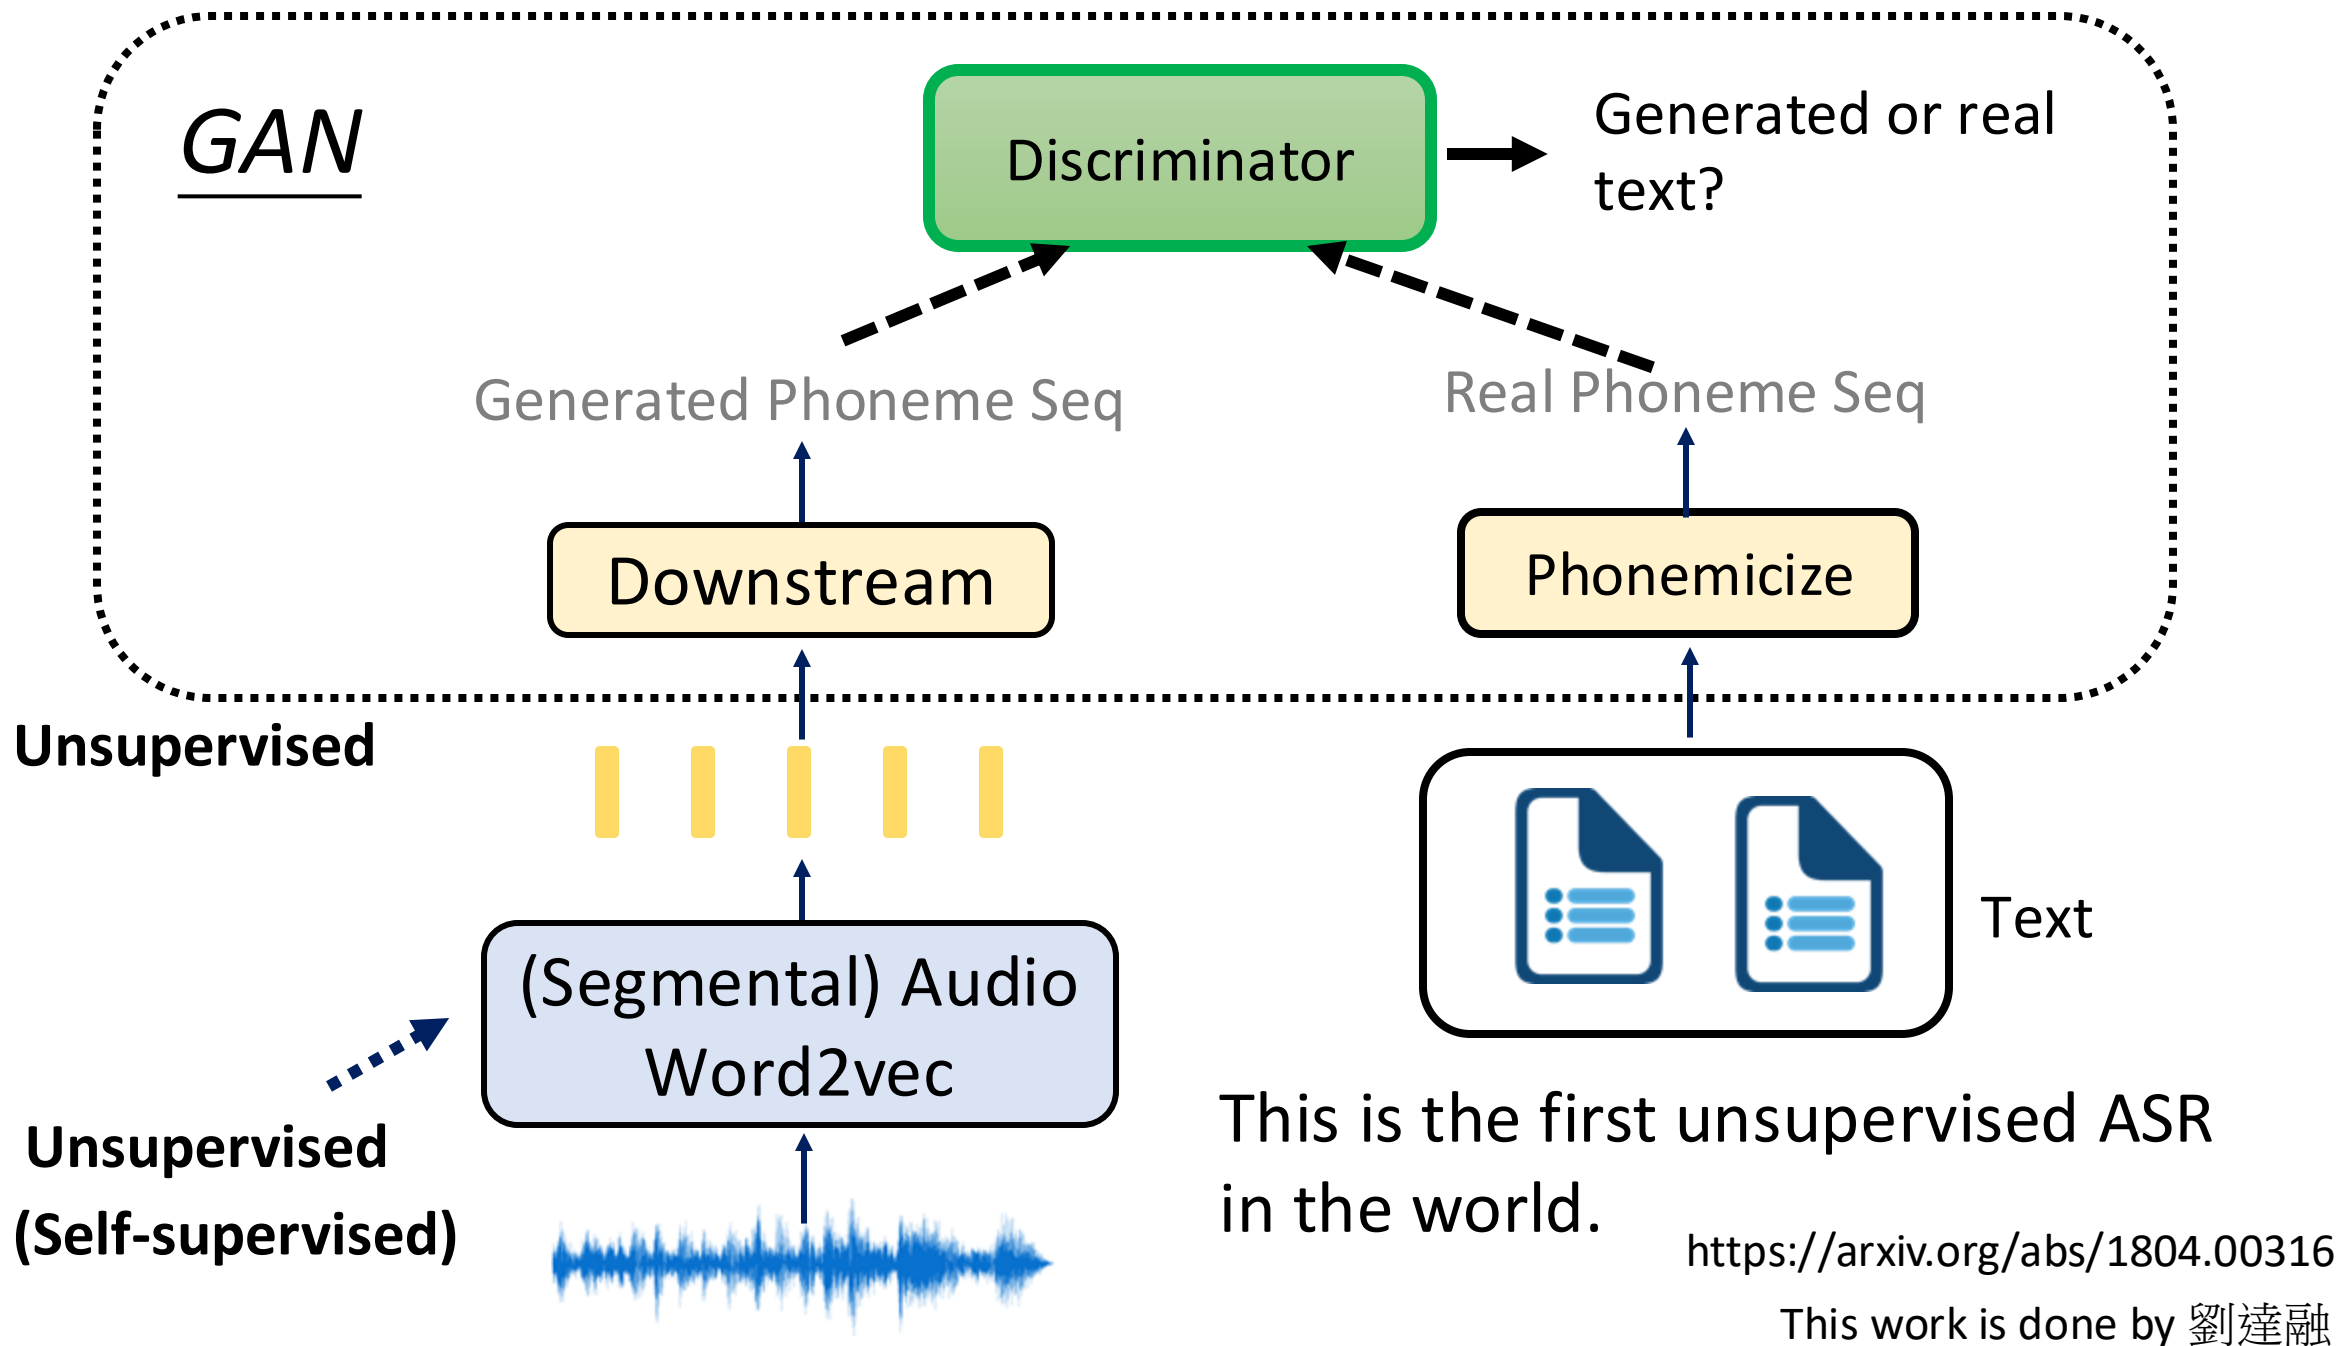 GAN
Discriminator
Generated or real
text?
Generated Phoneme Seq
Real Phoneme Seq
Downstream
Phonemicize
Unsupervised
(Segmental) Audio
Word2vec
Text
Unsupervised
(Self-supervised)
This is the first unsupervised ASR
in the world.
https://arxiv.org/abs/1804.00316
This work is done by 劉達融